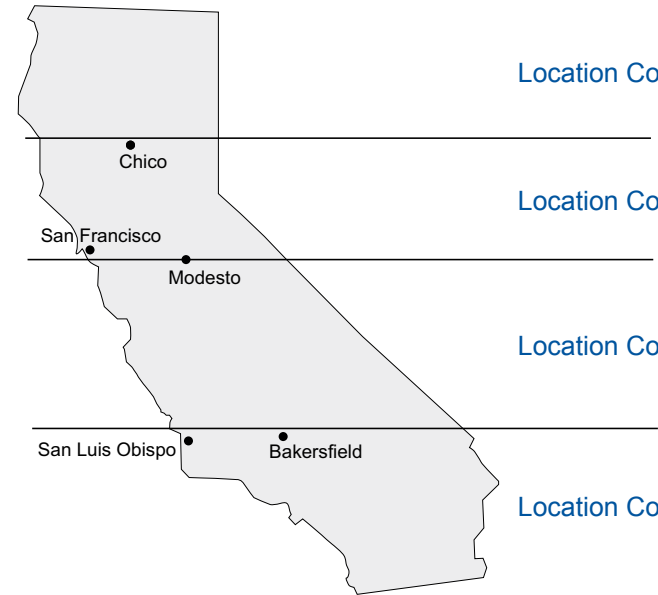 Location Co
Chico
Location Co
San Francisco
Modesto
Location Co
San Luis Obispo
Bakersfield
Location Co